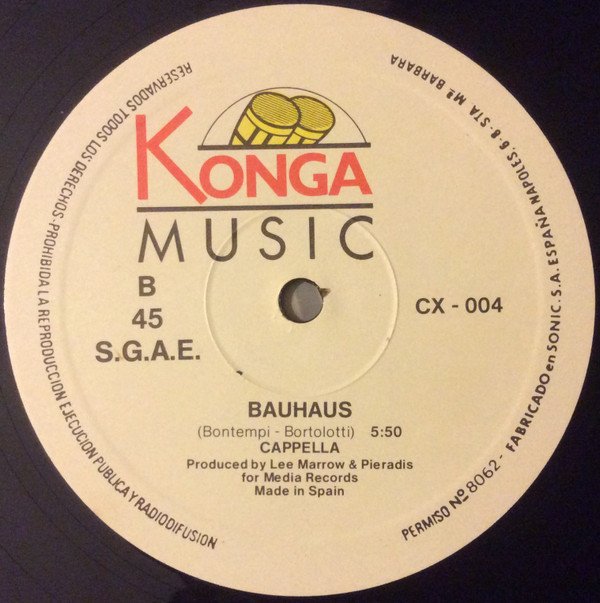 KONGA
MUSIC
B
45
S.G.A.E.
CX - 004
BAUHAUS
(Bontempi - Bortolotti) 5:50
CAPPELLA
Produced by Lee Marrow & Pieradis
for Media Records
Made in Spain
RESERVADOS TODOS LOS DERECHOS-PROHIBIDA LA REPRODUCCION EJECUCION PUBLICA Y RADIODIFUSION
PERMISO Nº 8062 - FABRICADO en SONIC. S.A. ESPAÑA NAPOLES, 6-8-STA Mª BARBARA